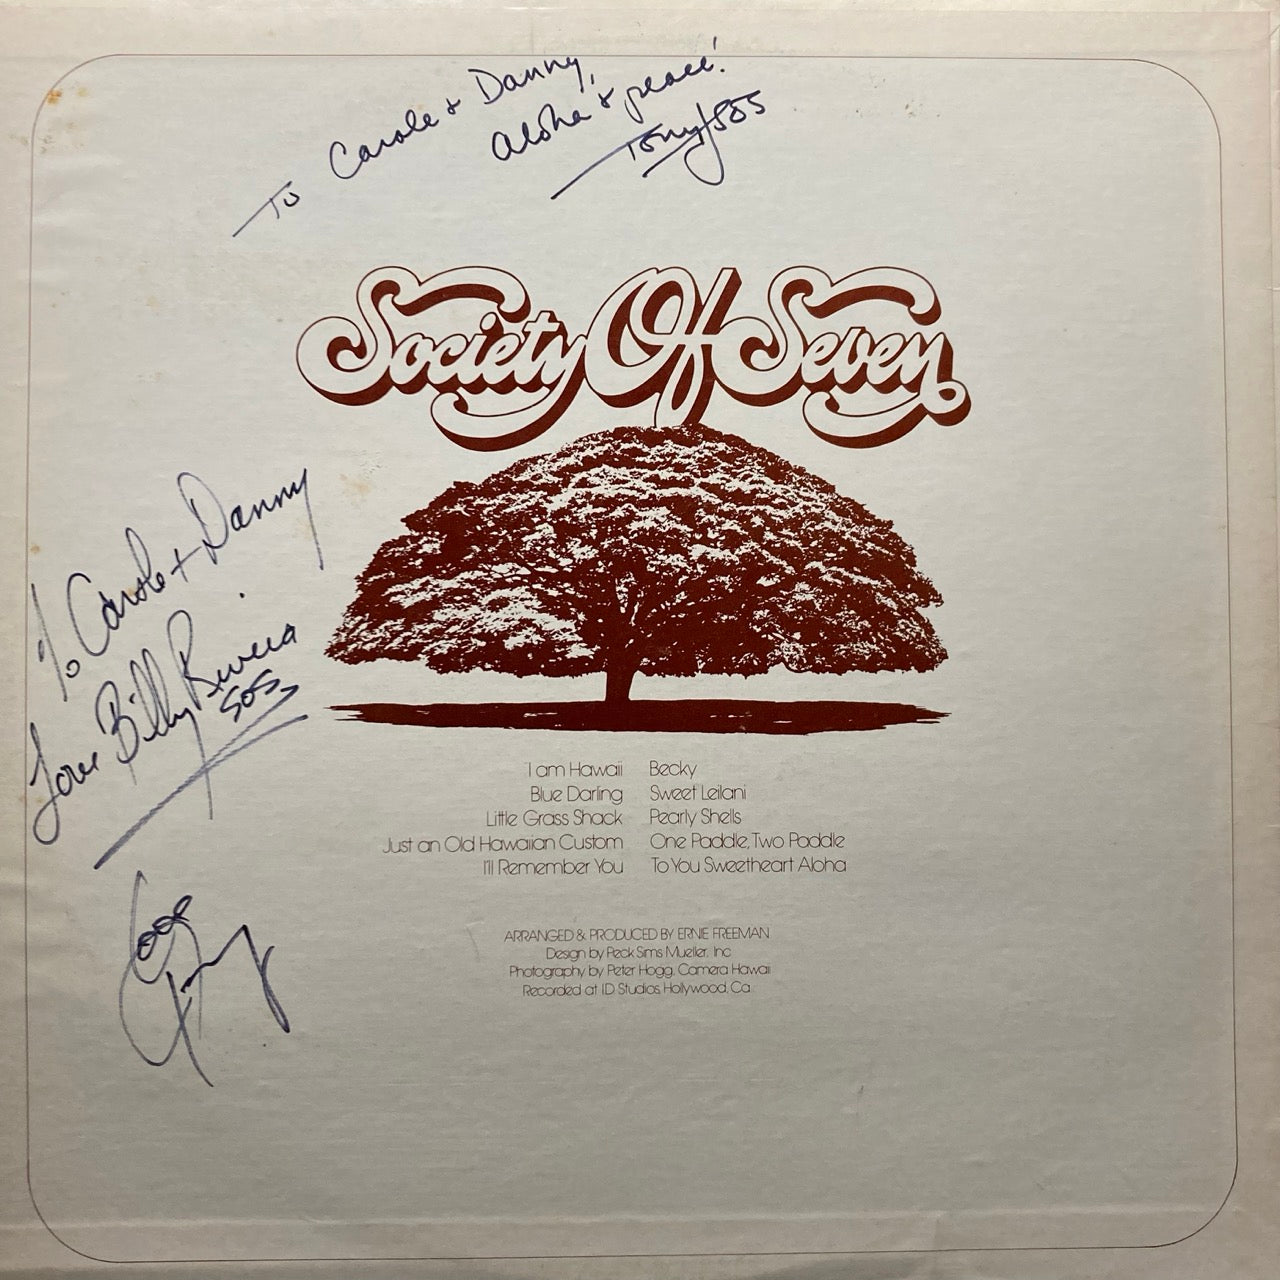 To Carole & Danny,
aloha & peace!
Tony/SOS
Society Of Seven
To Carole + Danny
Love Billy Rivera
SOS
I am Hawaii
Blue Darling
Little Grass Shack
Just an Old Hawaiian Custom
I'll Remember You
Becky
Sweet Leilani
Pearly Shells
One Paddle, Two Paddle
To You Sweetheart Aloha
ARRANGED & PRODUCED BY ERNIE FREEMAN
Design by Peck Sims Mueller, Inc
Photography by Peter Hogg, Camera Hawaii
Recorded at I.D. Studios, Hollywood, Ca.